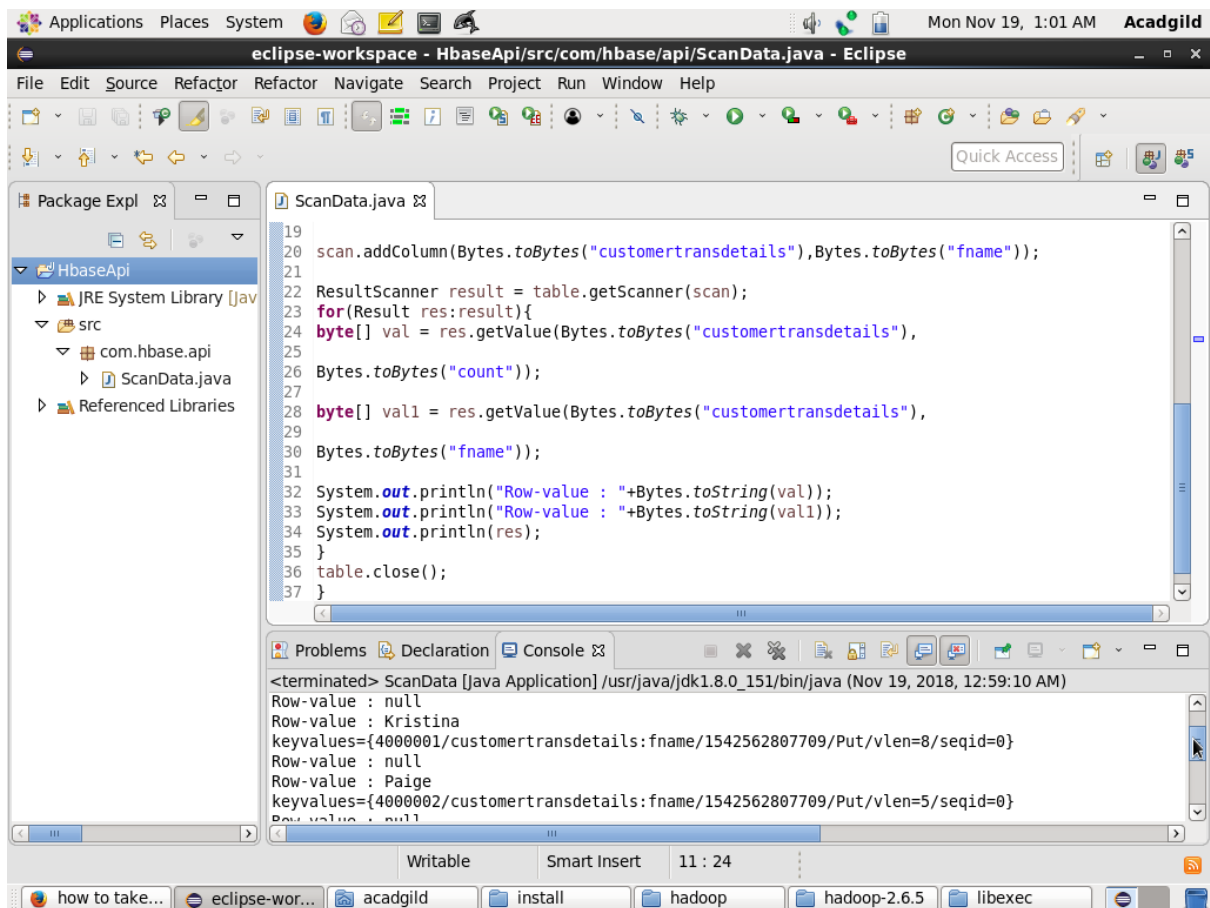 Applications Places System Mon Nov 19, 1:01 AM Acadgild
eclipse-workspace - HbaseApi/src/com/hbase/api/ScanData.java - Eclipse
File Edit Source Refactor Refactor Navigate Search Project Run Window Help
Quick Access
Package Expl
HbaseApi
JRE System Library [Jav
src
com.hbase.api
ScanData.java
Referenced Libraries
ScanData.java
19
20 scan.addColumn(Bytes.toBytes("customertransdetails"),Bytes.toBytes("fname"));
21
22 ResultScanner result = table.getScanner(scan);
23 for(Result res:result){
24 byte[] val = res.getValue(Bytes.toBytes("customertransdetails"),
25
26 Bytes.toBytes("count"));
27
28 byte[] val1 = res.getValue(Bytes.toBytes("customertransdetails"),
29
30 Bytes.toBytes("fname"));
31
32 System.out.println("Row-value : "+Bytes.toString(val));
33 System.out.println("Row-value : "+Bytes.toString(val1));
34 System.out.println(res);
35 }
36 table.close();
37 }
Problems Declaration Console
<terminated> ScanData [Java Application] /usr/java/jdk1.8.0_151/bin/java (Nov 19, 2018, 12:59:10 AM)
Row-value : null
Row-value : Kristina
keyvalues={4000001/customertransdetails:fname/1542562807709/Put/vlen=8/seqid=0}
Row-value : null
Row-value : Paige
keyvalues={4000002/customertransdetails:fname/1542562807709/Put/vlen=5/seqid=0}
Row-value : null
Writable Smart Insert 11 : 24
how to take... eclipse-wor... acadgild install hadoop hadoop-2.6.5 libexec